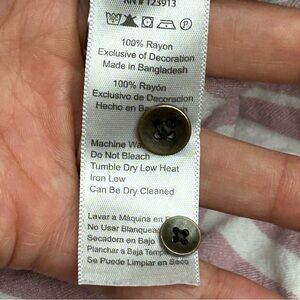 RN # 123913
100% Rayon
Exclusive of Decoration
Made in Bangladesh
100% Rayón
Exclusivo de Decoracion
Hecho en
Machine
Do Not Bleach
Tumble Dry Low Heat
Iron Low
Can Be Dry Cleaned
Lavar a Máquina en
No Usar
Secadora en Bajo
Planchar a Baja
Se Puede Limpiar en Seco